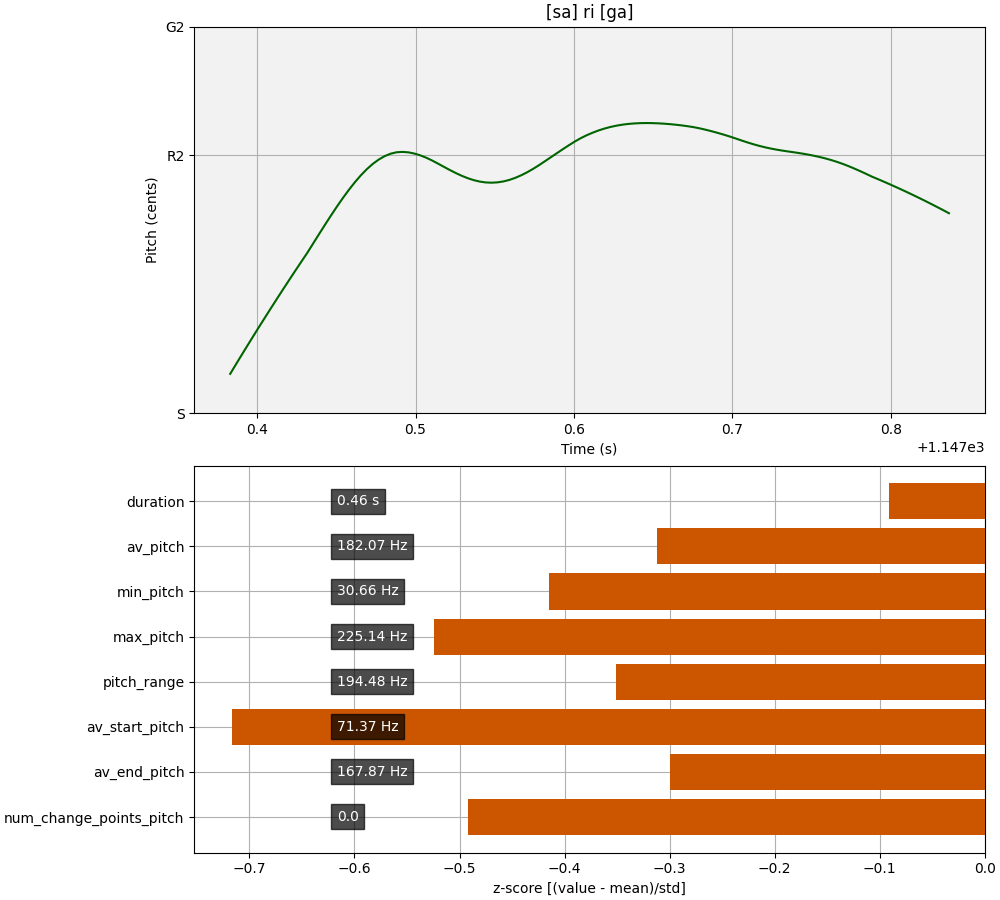 [sa] ri [ga]
G2
R2
S
Pitch (cents)
0.4 0.5 0.6 0.7 0.8
Time (s)
+1.147e3
duration 0.46 s
av_pitch 182.07 Hz
min_pitch 30.66 Hz
max_pitch 225.14 Hz
pitch_range 194.48 Hz
av_start_pitch 71.37 Hz
av_end_pitch 167.87 Hz
num_change_points_pitch 0.0
−0.7 −0.6 −0.5 −0.4 −0.3 −0.2 −0.1 0.0
z-score [(value - mean)/std]